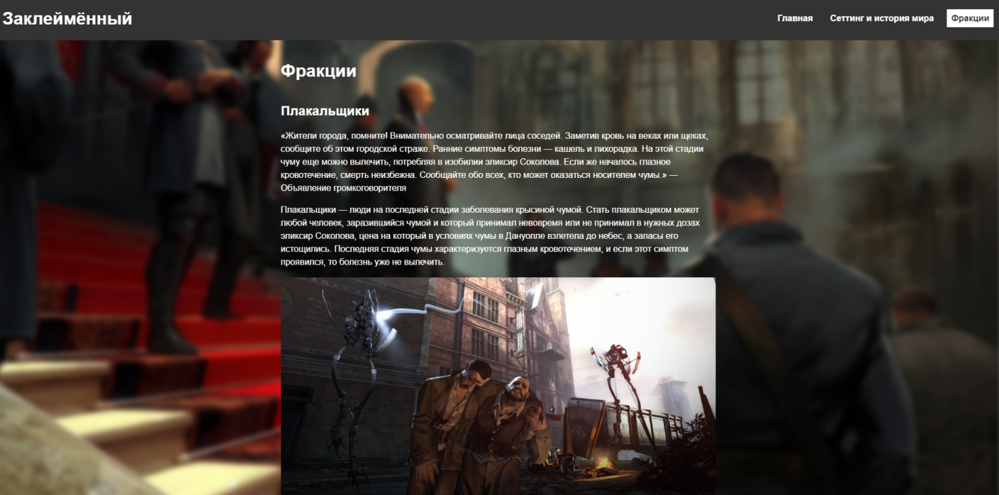 Заклеймённый
Главная Сеттинг и история мира Фракции
Фракции
Плакальщики
«Жители города, помните! Внимательно осматривайте лица соседей. Заметив кровь на веках или щеках,
сообщите об этом городской страже. Ранние симптомы болезни — кашель и лихорадка. На этой стадии
чуму еще можно вылечить, потребляя в изобилии эликсир Соколова. Если же началось глазное
кровотечение, смерть неизбежна. Сообщайте обо всех, кто может оказаться носителем чумы.» —
Объявление громкоговорителя
Плакальщики — люди на последней стадии заболевания крысиной чумой. Стать плакальщиком может
любой человек, заразившийся чумой и который принимал невовремя или не принимал в нужных дозах
эликсир Соколова, цена на который в условиях чумы в Дануолле взлетела до небес, а запасы его
истощились. Последняя стадия чумы характеризуется глазным кровотечением, и если этот симптом
проявился, то болезнь уже не вылечить.
7